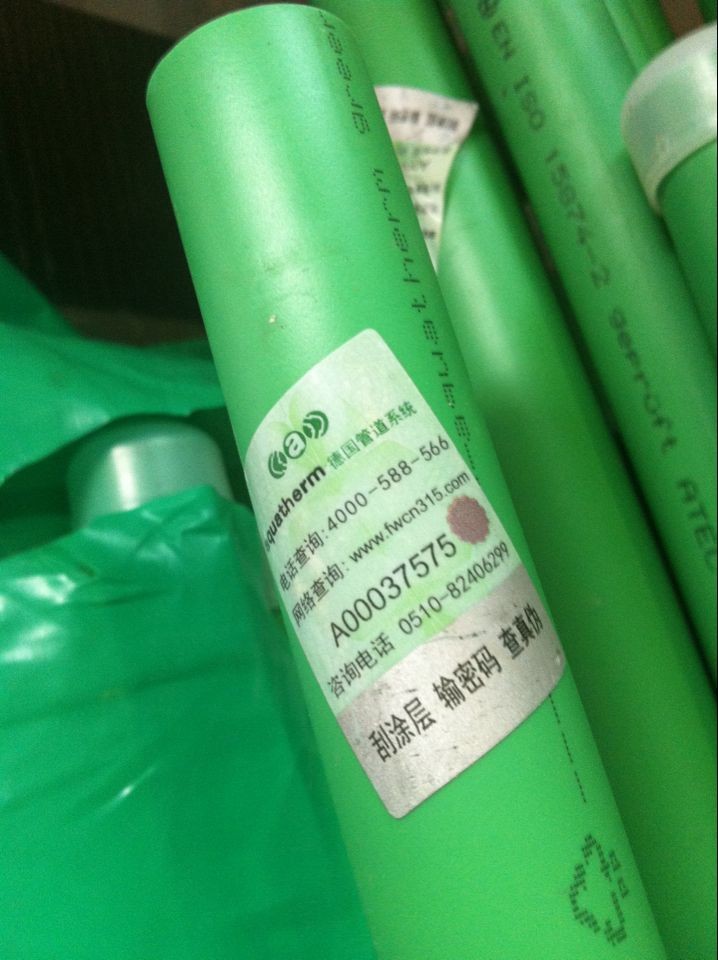 EN ISO 15874-2 geprüft ATEC
a
aquatherm 德国管道系统
电话查询:4000-588-566
网络查询: www.fwcn315.com
A00037575
咨询电话 0510-82406299
刮涂层 输密码 查真伪